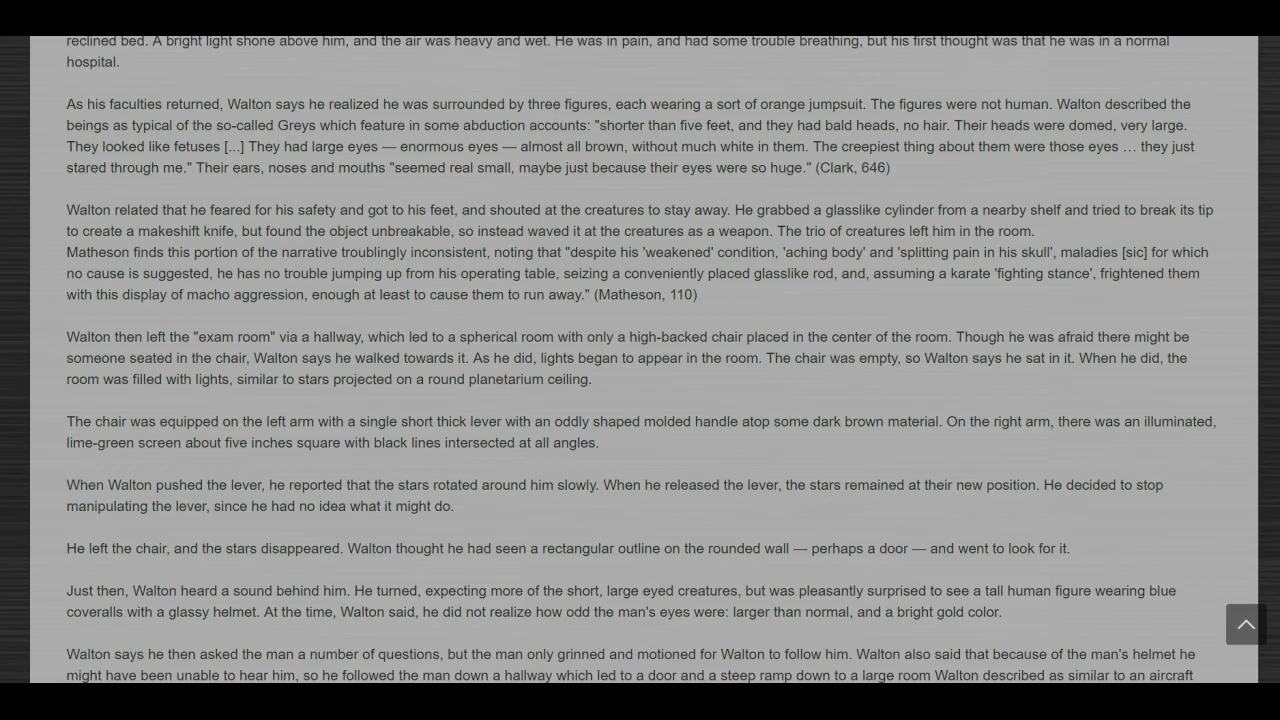 reclined bed. A bright light shone above him, and the air was heavy and wet. He was in pain, and had some trouble breathing, but his first thought was that he was in a normal
hospital.
As his faculties returned, Walton says he realized he was surrounded by three figures, each wearing a sort of orange jumpsuit. The figures were not human. Walton described the
beings as typical of the so-called Greys which feature in some abduction accounts: "shorter than five feet, and they had bald heads, no hair. Their heads were domed, very large.
They looked like fetuses [...] They had large eyes — enormous eyes — almost all brown, without much white in them. The creepiest thing about them were those eyes … they just
stared through me." Their ears, noses and mouths "seemed real small, maybe just because their eyes were so huge." (Clark, 646)
Walton related that he feared for his safety and got to his feet, and shouted at the creatures to stay away. He grabbed a glasslike cylinder from a nearby shelf and tried to break its tip
to create a makeshift knife, but found the object unbreakable, so instead waved it at the creatures as a weapon. The trio of creatures left him in the room.
Matheson finds this portion of the narrative troublingly inconsistent, noting that "despite his 'weakened' condition, 'aching body' and 'splitting pain in his skull', maladies [sic] for which
no cause is suggested, he has no trouble jumping up from his operating table, seizing a conveniently placed glasslike rod, and, assuming a karate 'fighting stance', frightened them
with this display of macho aggression, enough at least to cause them to run away." (Matheson, 110)
Walton then left the "exam room" via a hallway, which led to a spherical room with only a high-backed chair placed in the center of the room. Though he was afraid there might be
someone seated in the chair, Walton says he walked towards it. As he did, lights began to appear in the room. The chair was empty, so Walton says he sat in it. When he did, the
room was filled with lights, similar to stars projected on a round planetarium ceiling.
The chair was equipped on the left arm with a single short thick lever with an oddly shaped molded handle atop some dark brown material. On the right arm, there was an illuminated,
lime-green screen about five inches square with black lines intersected at all angles.
When Walton pushed the lever, he reported that the stars rotated around him slowly. When he released the lever, the stars remained at their new position. He decided to stop
manipulating the lever, since he had no idea what it might do.
He left the chair, and the stars disappeared. Walton thought he had seen a rectangular outline on the rounded wall — perhaps a door — and went to look for it.
Just then, Walton heard a sound behind him. He turned, expecting more of the short, large eyed creatures, but was pleasantly surprised to see a tall human figure wearing blue
coveralls with a glassy helmet. At the time, Walton said, he did not realize how odd the man's eyes were: larger than normal, and a bright gold color.
Walton says he then asked the man a number of questions, but the man only grinned and motioned for Walton to follow him. Walton also said that because of the man's helmet he
might have been unable to hear him, so he followed the man down a hallway which led to a door and a steep ramp down to a large room Walton described as similar to an aircraft